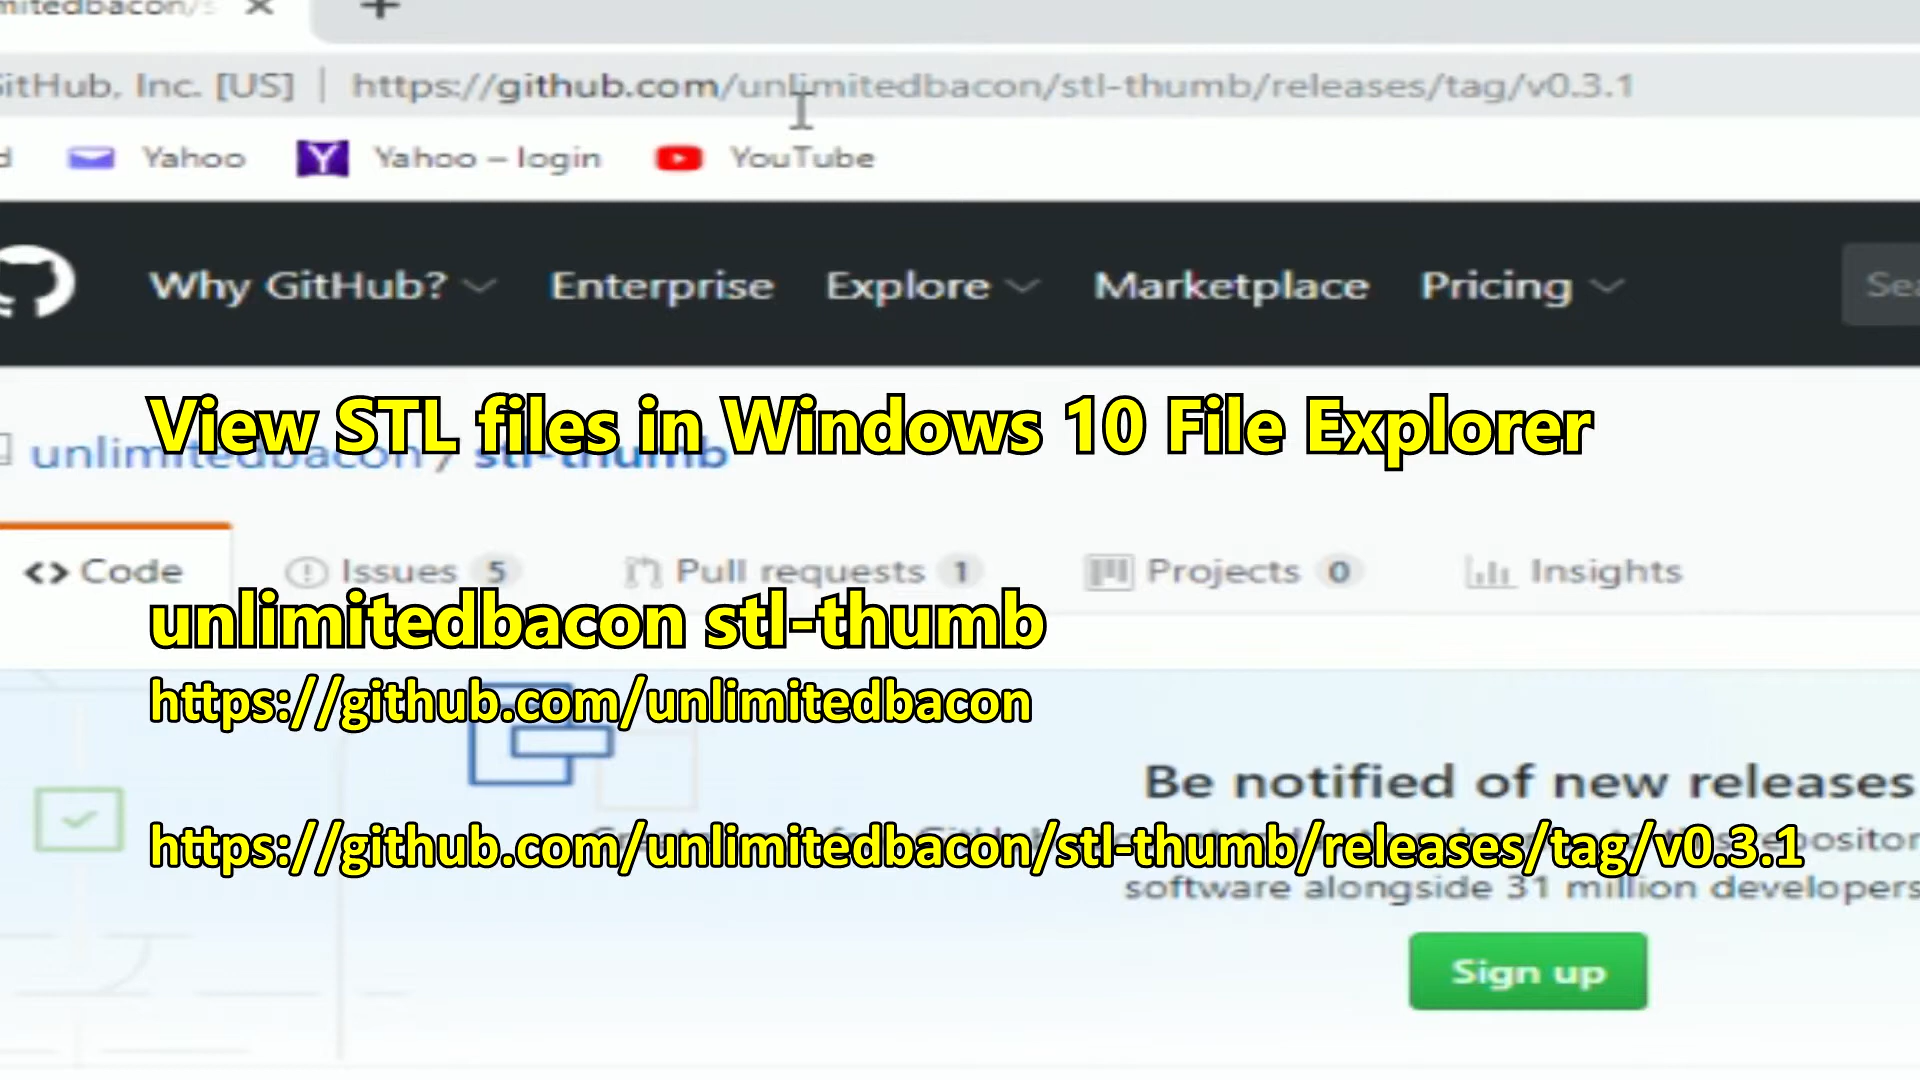 https://github.com/unlimitedbacon/stl-thumb/releases/tag/v0.3.1
Yahoo Yahoo – login YouTube
Why GitHub? Enterprise Explore Marketplace Pricing
View STL files in Windows 10 File Explorer
unlimitedbacon / stl-thumb
<> Code Issues 5 Pull requests 1 Projects 0 Insights
unlimitedbacon stl-thumb
https://github.com/unlimitedbacon
Be notified of new releases
https://github.com/unlimitedbacon/stl-thumb/releases/tag/v0.3.1
software alongside 31 million developers
Sign up